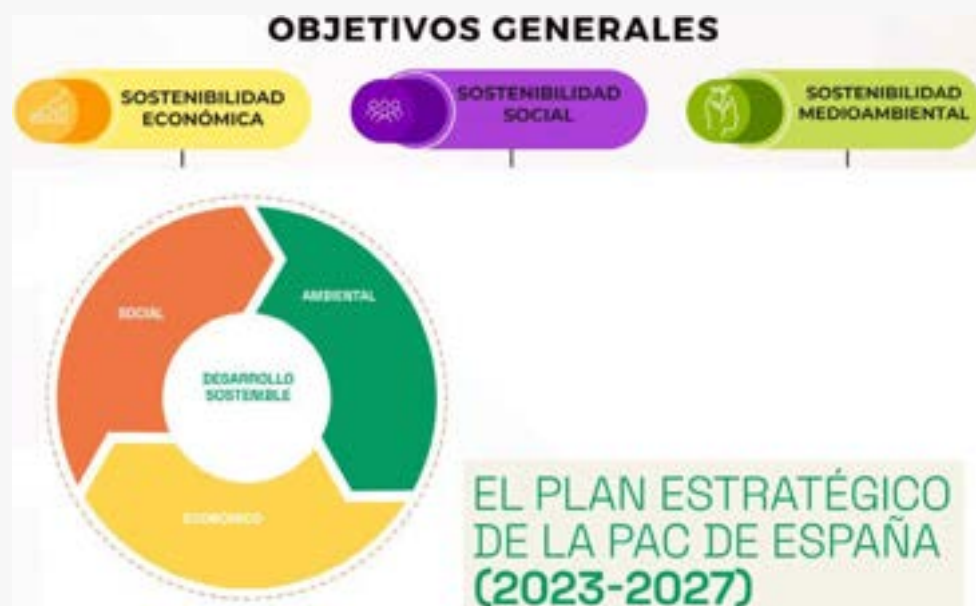 OBJETIVOS GENERALES
SOSTENIBILIDAD
ECONÓMICA
SOSTENIBILIDAD
SOCIAL
SOSTENIBILIDAD
MEDIOAMBIENTAL
SOCIAL
AMBIENTAL
DESARROLLO
SOSTENIBLE
ECONÓMICO
EL PLAN ESTRATÉGICO
DE LA PAC DE ESPAÑA
(2023-2027)